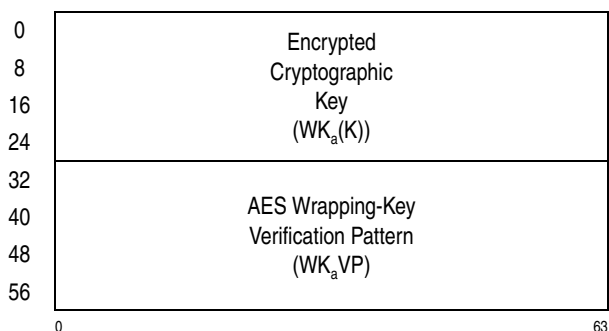 0
8
16
24
32
40
48
56
Encrypted
Cryptographic
Key
(WKₐ(K))
AES Wrapping-Key
Verification Pattern
(WKₐVP)
0 63